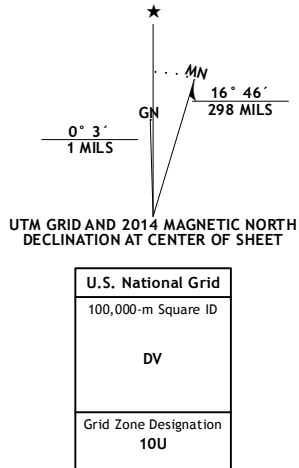 ★
MN
16° 46´
298 MILS
GN
0° 3´
1 MILS
UTM GRID AND 2014 MAGNETIC NORTH
DECLINATION AT CENTER OF SHEET
U.S. National Grid
100,000-m Square ID
DV
Grid Zone Designation
10U